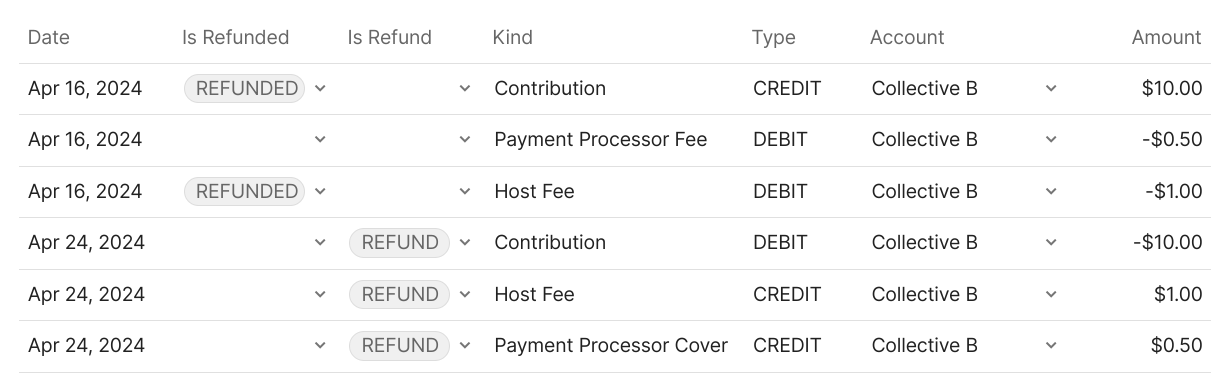 Date Is Refunded Is Refund Kind Type Account Amount
Apr 16, 2024 REFUNDED Contribution CREDIT Collective B $10.00
Apr 16, 2024 Payment Processor Fee DEBIT Collective B -$0.50
Apr 16, 2024 REFUNDED Host Fee DEBIT Collective B -$1.00
Apr 24, 2024 REFUND Contribution DEBIT Collective B -$10.00
Apr 24, 2024 REFUND Host Fee CREDIT Collective B $1.00
Apr 24, 2024 REFUND Payment Processor Cover CREDIT Collective B $0.50